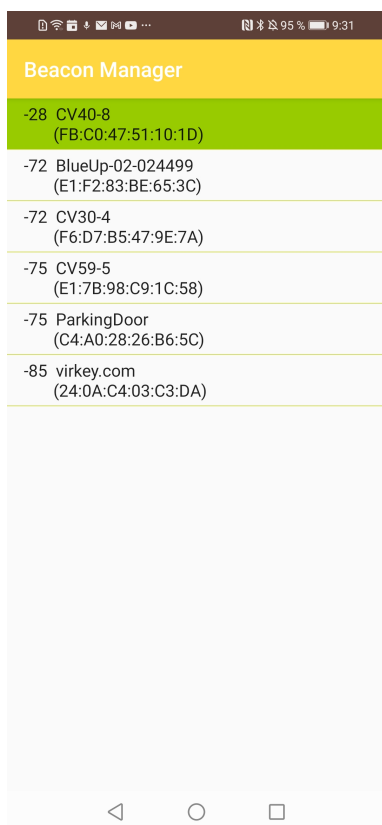 95 % 9:31
Beacon Manager
-28 CV40-8
(FB:C0:47:51:10:1D)
-72 BlueUp-02-024499
(E1:F2:83:BE:65:3C)
-72 CV30-4
(F6:D7:B5:47:9E:7A)
-75 CV59-5
(E1:7B:98:C9:1C:58)
-75 ParkingDoor
(C4:A0:28:26:B6:5C)
-85 virkey.com
(24:0A:C4:03:C3:DA)